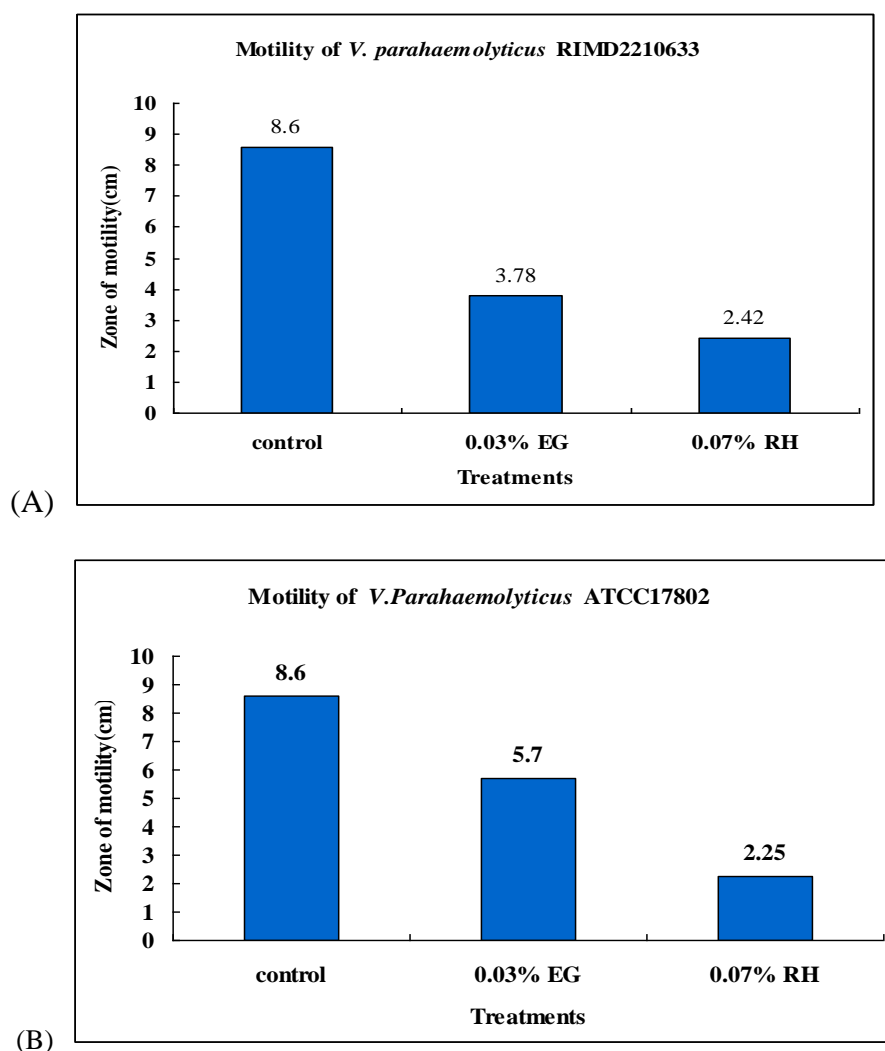 Motility of V. parahaemolyticus RIMD2210633
10
9
8
7
6
5
4
3
2
1
0
Zone of motility(cm)
8.6
3.78
2.42
control 0.03% EG 0.07% RH
Treatments
(A)
Motility of V.Parahaemolyticus ATCC17802
10
9
8
7
6
5
4
3
2
1
0
Zone of motility(cm)
8.6
5.7
2.25
control 0.03% EG 0.07% RH
Treatments
(B)